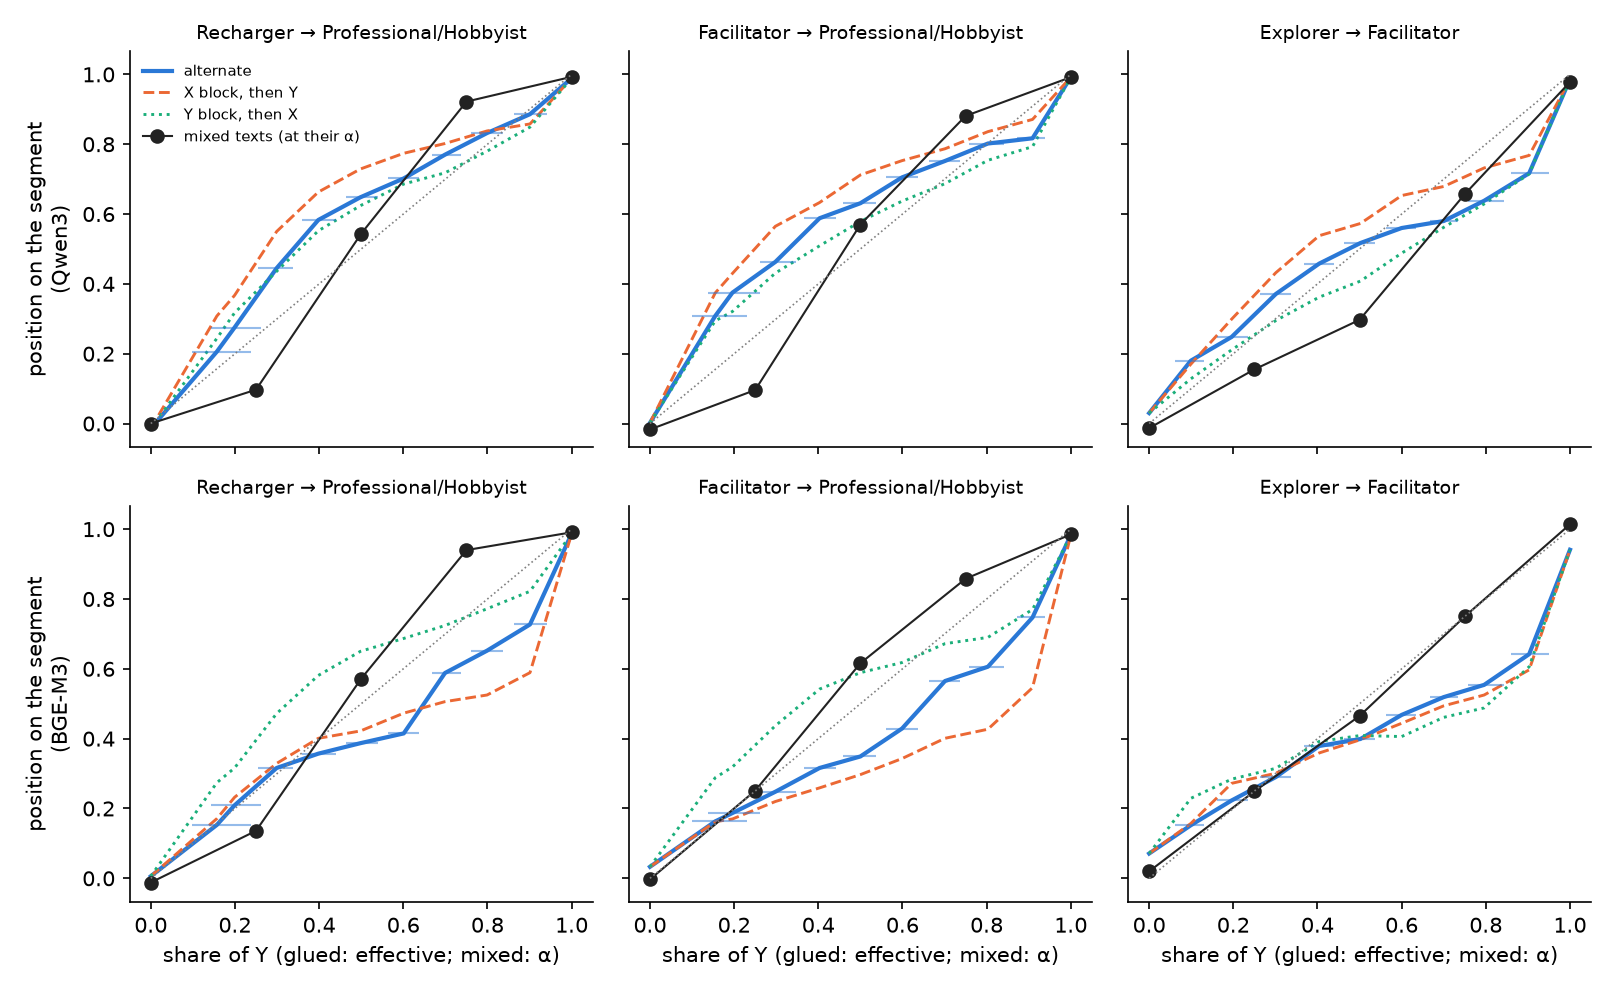 Recharger → Professional/Hobbyist
Facilitator → Professional/Hobbyist
Explorer → Facilitator
position on the segment
(Qwen3)
1.0
0.8
0.6
0.4
0.2
0.0
alternate
X block, then Y
Y block, then X
mixed texts (at their α)
Recharger → Professional/Hobbyist
Facilitator → Professional/Hobbyist
Explorer → Facilitator
position on the segment
(BGE-M3)
1.0
0.8
0.6
0.4
0.2
0.0
0.0 0.2 0.4 0.6 0.8 1.0
0.0 0.2 0.4 0.6 0.8 1.0
0.0 0.2 0.4 0.6 0.8 1.0
share of Y (glued: effective; mixed: α)
share of Y (glued: effective; mixed: α)
share of Y (glued: effective; mixed: α)